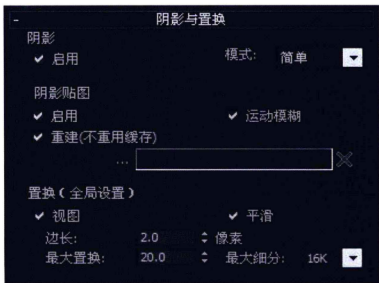 - 阴影与置换
阴影
启用 模式: 简单
阴影贴图
启用 运动模糊
重建(不重用缓存)
...
置换(全局设置)
视图 平滑
边长: 2.0 像素
最大置换: 20.0 最大细分: 16K